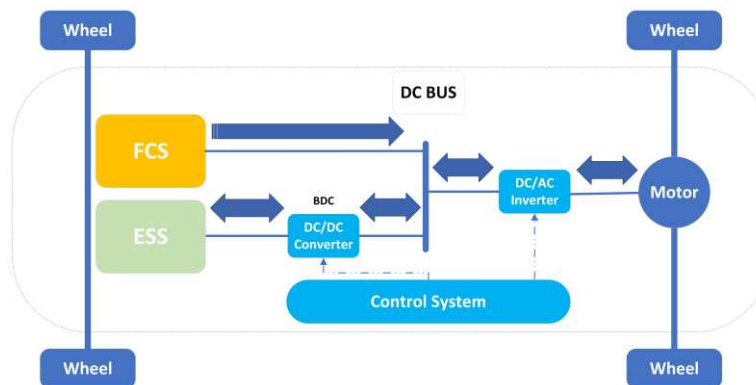 Wheel
Wheel
DC BUS
FCS
ESS
BDC
DC/DC
Converter
DC/AC
Inverter
Motor
Control System
Wheel
Wheel